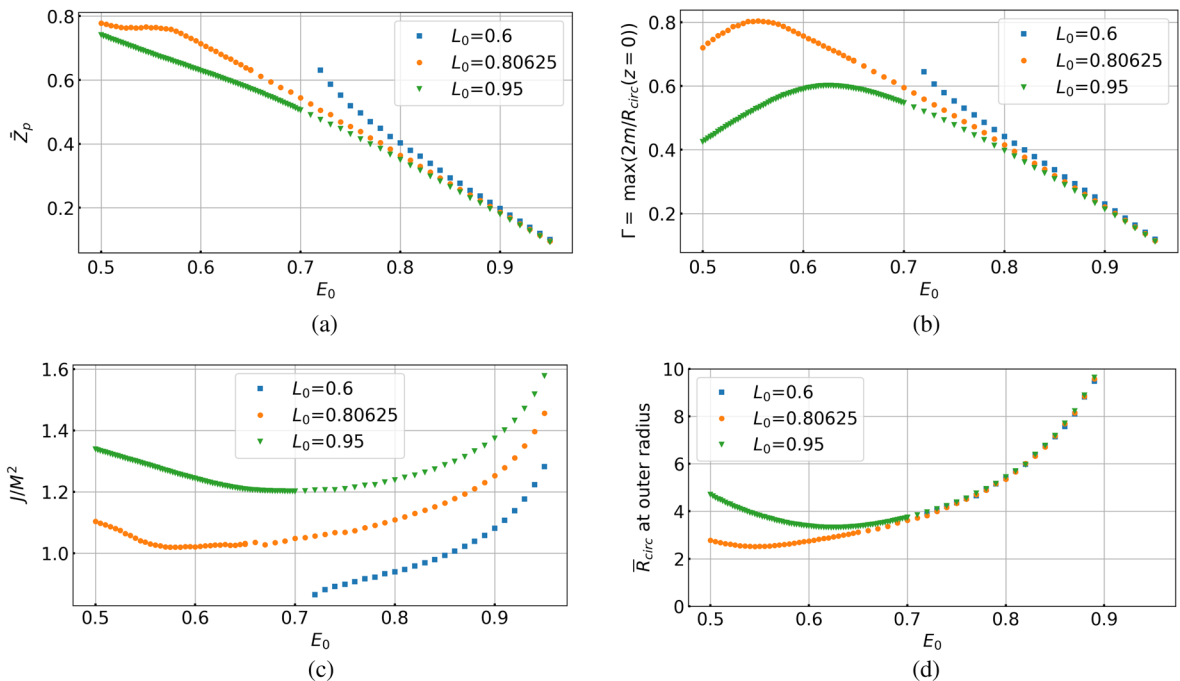 0.8
0.6
0.4
0.2
Z̄ₚ
L₀=0.6
L₀=0.80625
L₀=0.95
0.5 0.6 0.7 0.8 0.9
E₀
(a)
0.8
0.6
0.4
0.2
Γ = max(2m/R_circ(z = 0))
L₀=0.6
L₀=0.80625
L₀=0.95
0.5 0.6 0.7 0.8 0.9
E₀
(b)
1.6
1.4
1.2
1.0
J/M²
L₀=0.6
L₀=0.80625
L₀=0.95
0.5 0.6 0.7 0.8 0.9
E₀
(c)
10
8
6
4
2
0
R̅_circ at outer radius
L₀=0.6
L₀=0.80625
L₀=0.95
0.5 0.6 0.7 0.8 0.9
E₀
(d)